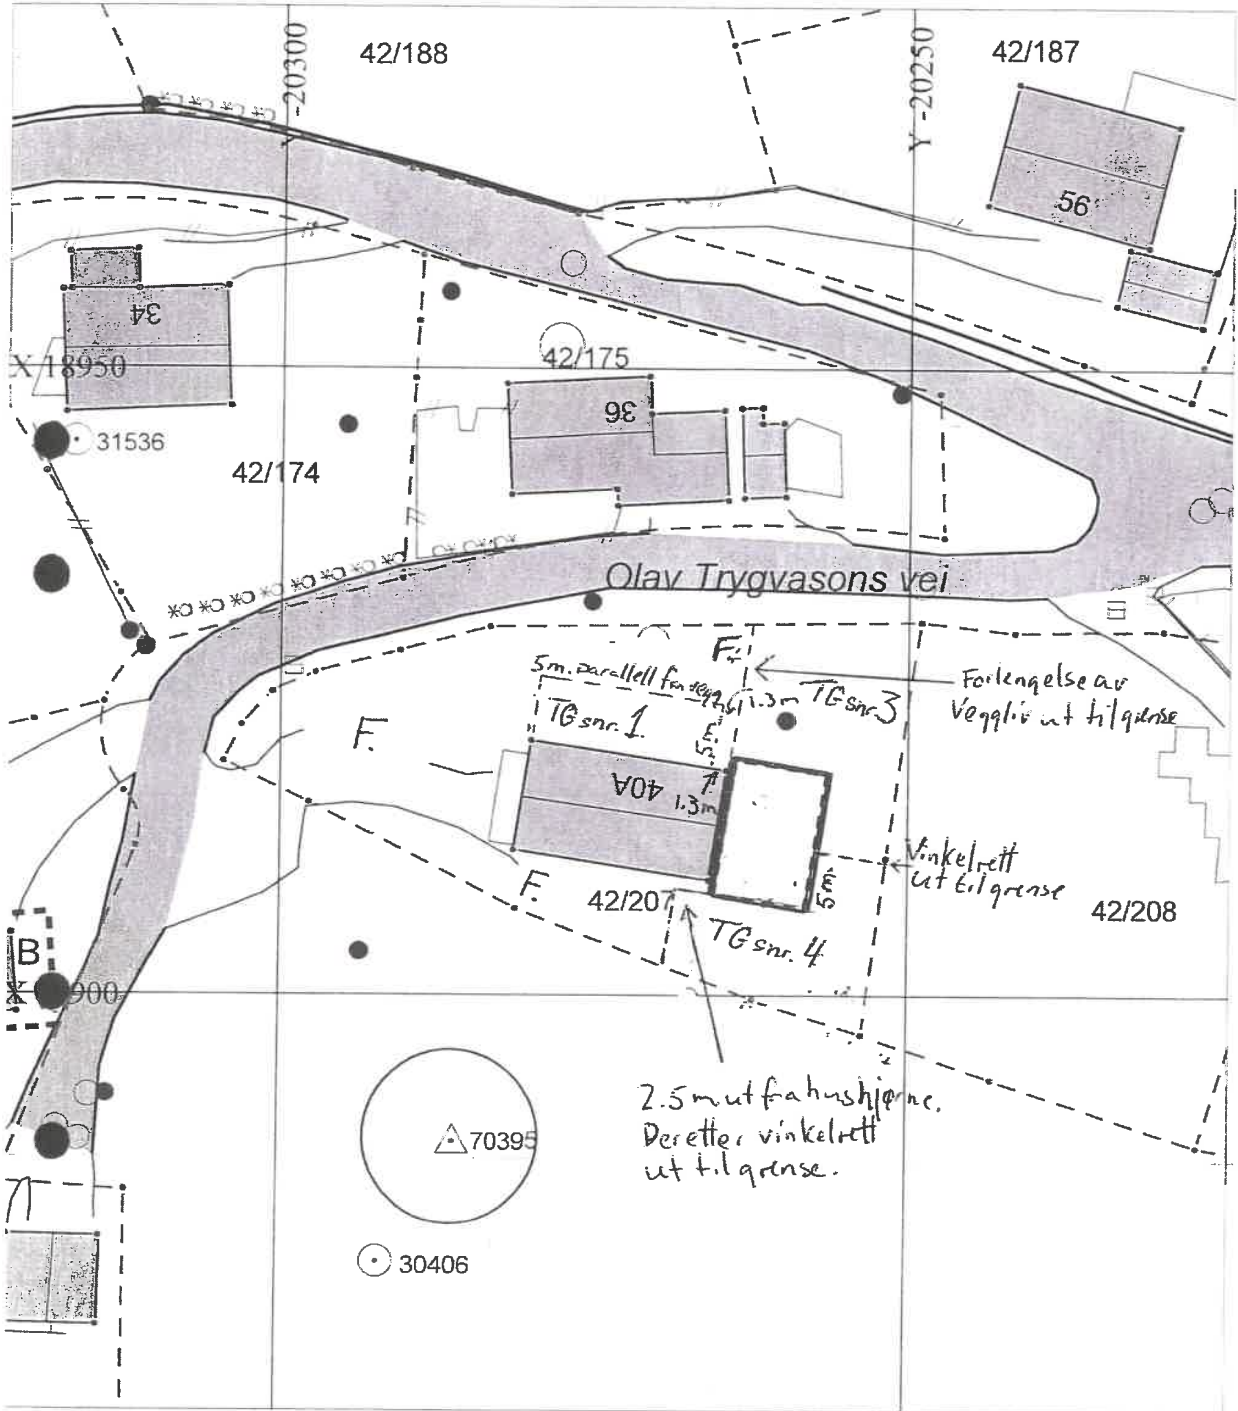 42/188
Y -20300
Y -20250
42/187
56
34
X 18950
42/175
36
31536
42/174
Olav Trygvasons vei
F.
5m. parallell fra vegg
1.3m
TG snr. 3
Forlengelse av
Veggliv ut til grense
TG snr. 1
5m.
F.
40A
1.3m
Vinkelrett
ut til grense
F.
42/207
5m.
42/208
TG snr. 4
B
900
2.5m ut fra hushjørne.
Deretter vinkelrett
ut til grense.
70395
30406